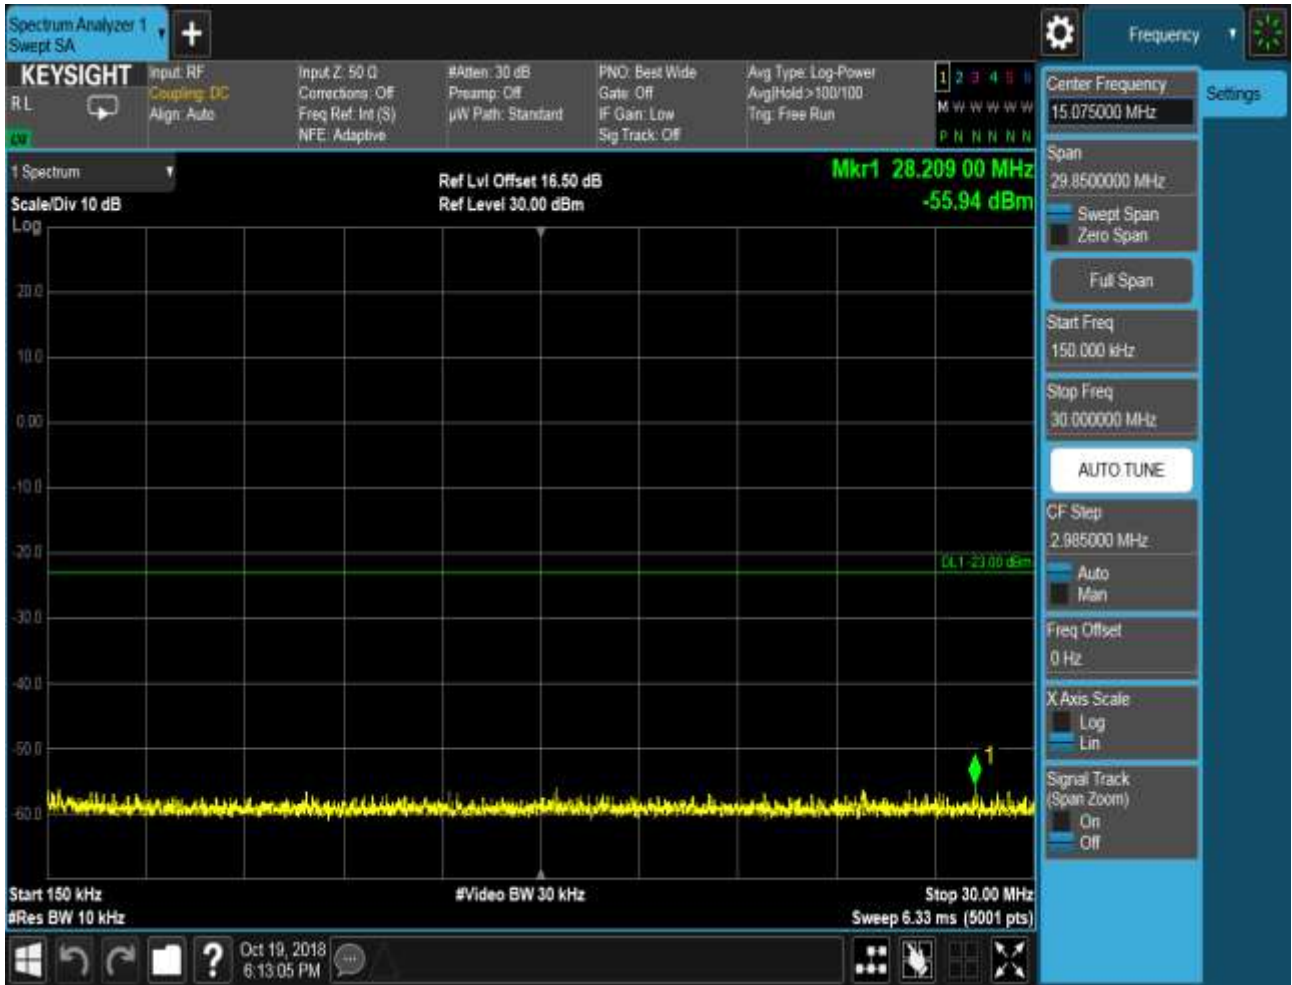 Spectrum Analyzer 1
Swept SA
Frequency
KEYSIGHT
RL
Input: RF
Coupling: DC
Align: Auto
Input Z: 50 Ω
Corrections: Off
Freq Ref: Int (S)
NFE: Adaptive
#Atten: 30 dB
Preamp: Off
µW Path: Standard
PNO: Best Wide
Gate: Off
IF Gain: Low
Sig Track: Off
Avg Type: Log-Power
Avg|Hold:>100/100
Trig: Free Run
1 2 3 4 5 6
M W W W W W
P N N N N N
1 Spectrum
Scale/Div 10 dB
Log
Ref Lvl Offset 16.50 dB
Ref Level 30.00 dBm
Mkr1 28.209 00 MHz
-55.94 dBm
20.0
10.0
0.00
-10.0
-20.0
DL1 -23.00 dBm
-30.0
-40.0
-50.0
1
-60.0
Start 150 kHz
#Video BW 30 kHz
Stop 30.00 MHz
#Res BW 10 kHz
Sweep 6.33 ms (5001 pts)
Oct 19, 2018
6:13:05 PM
Center Frequency
15.075000 MHz
Settings
Span
29.8500000 MHz
Swept Span
Zero Span
Full Span
Start Freq
150.000 kHz
Stop Freq
30.000000 MHz
AUTO TUNE
CF Step
2.985000 MHz
Auto
Man
Freq Offset
0 Hz
X Axis Scale
Log
Lin
Signal Track
(Span Zoom)
On
Off